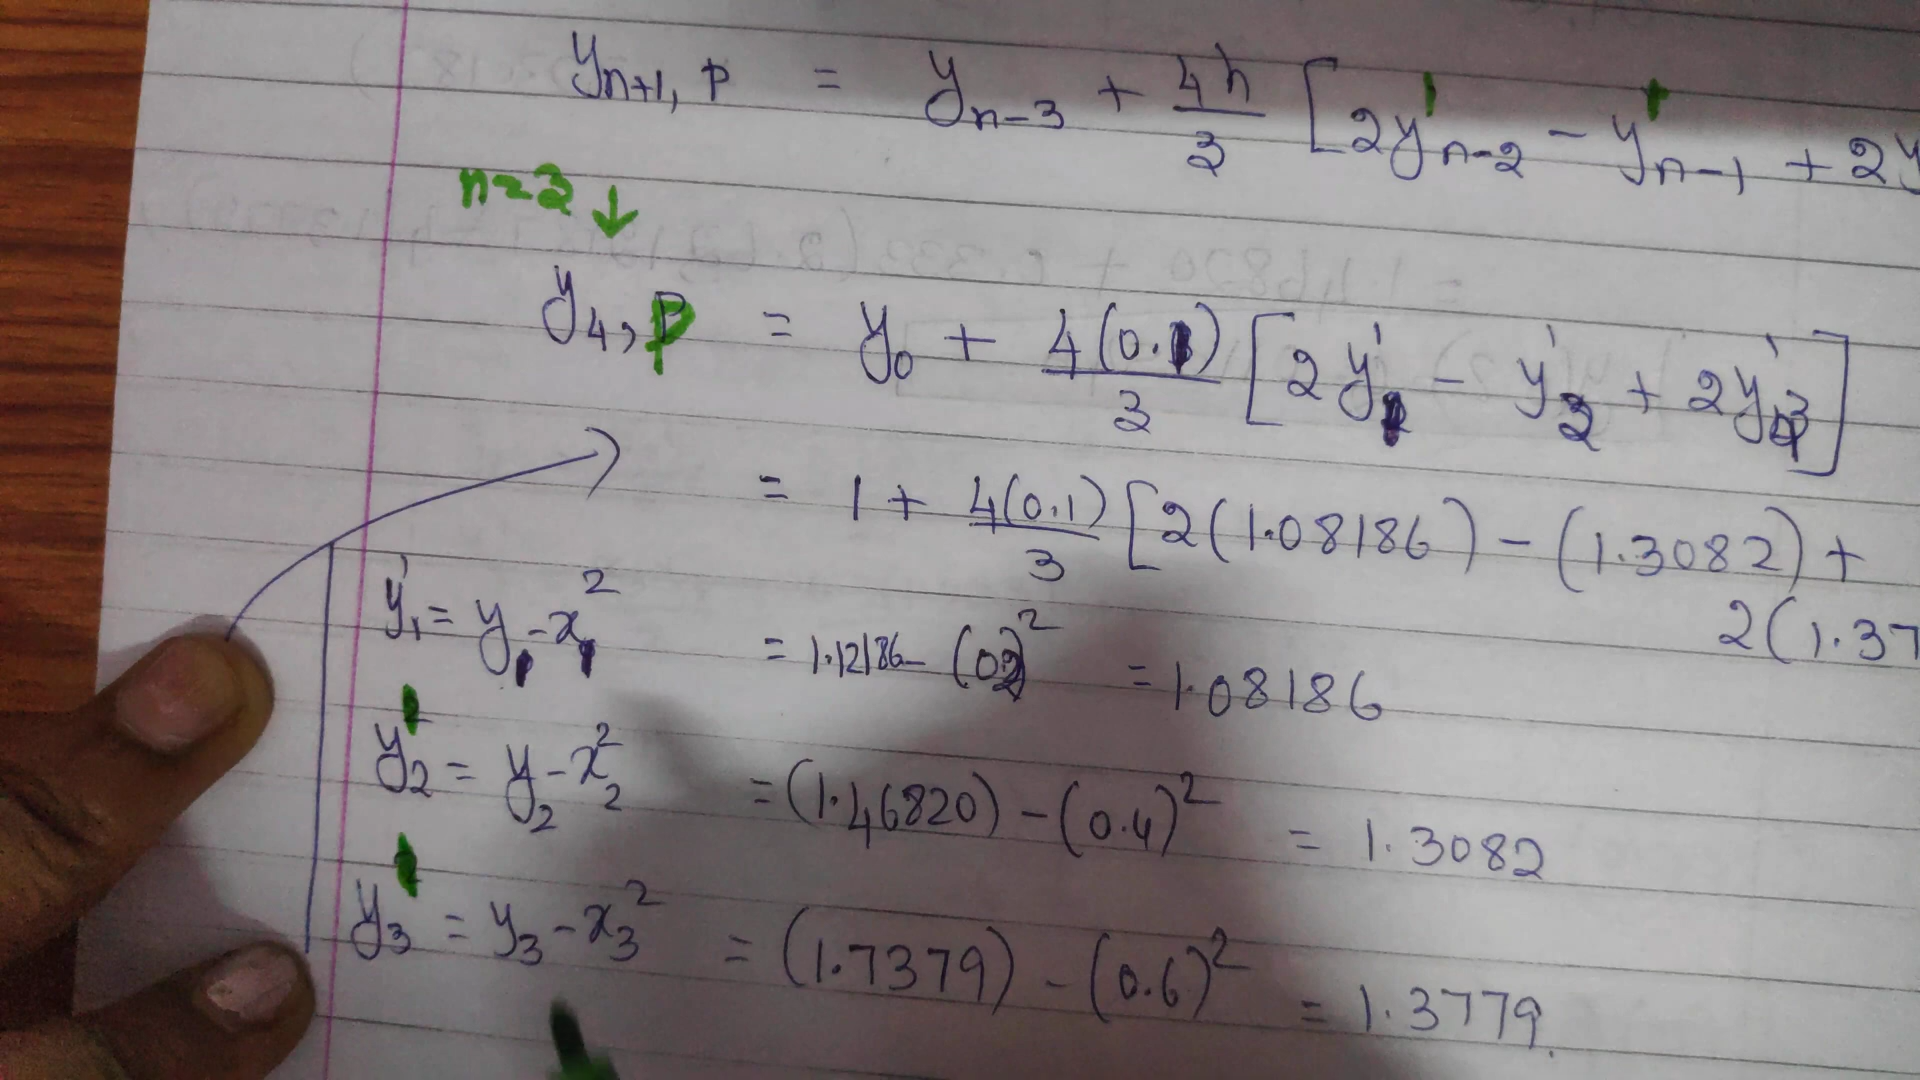 yn+1, p = yn-3 + 4h/3 [2y'n-2 - y'n-1 + 2y
n=3 ↓
y4, p = y0 + 4(0.1)/3 [2y'1 - y'2 + 2y'3]
= 1 + 4(0.1)/3 [2(1.08186) - (1.3082) +
2(1.37
y'1 = y1 - x1² = 1.12186 - (0.2)² = 1.08186
y'2 = y2 - x2² = (1.46820) - (0.4)² = 1.3082
y'3 = y3 - x3² = (1.7379) - (0.6)² = 1.3779.